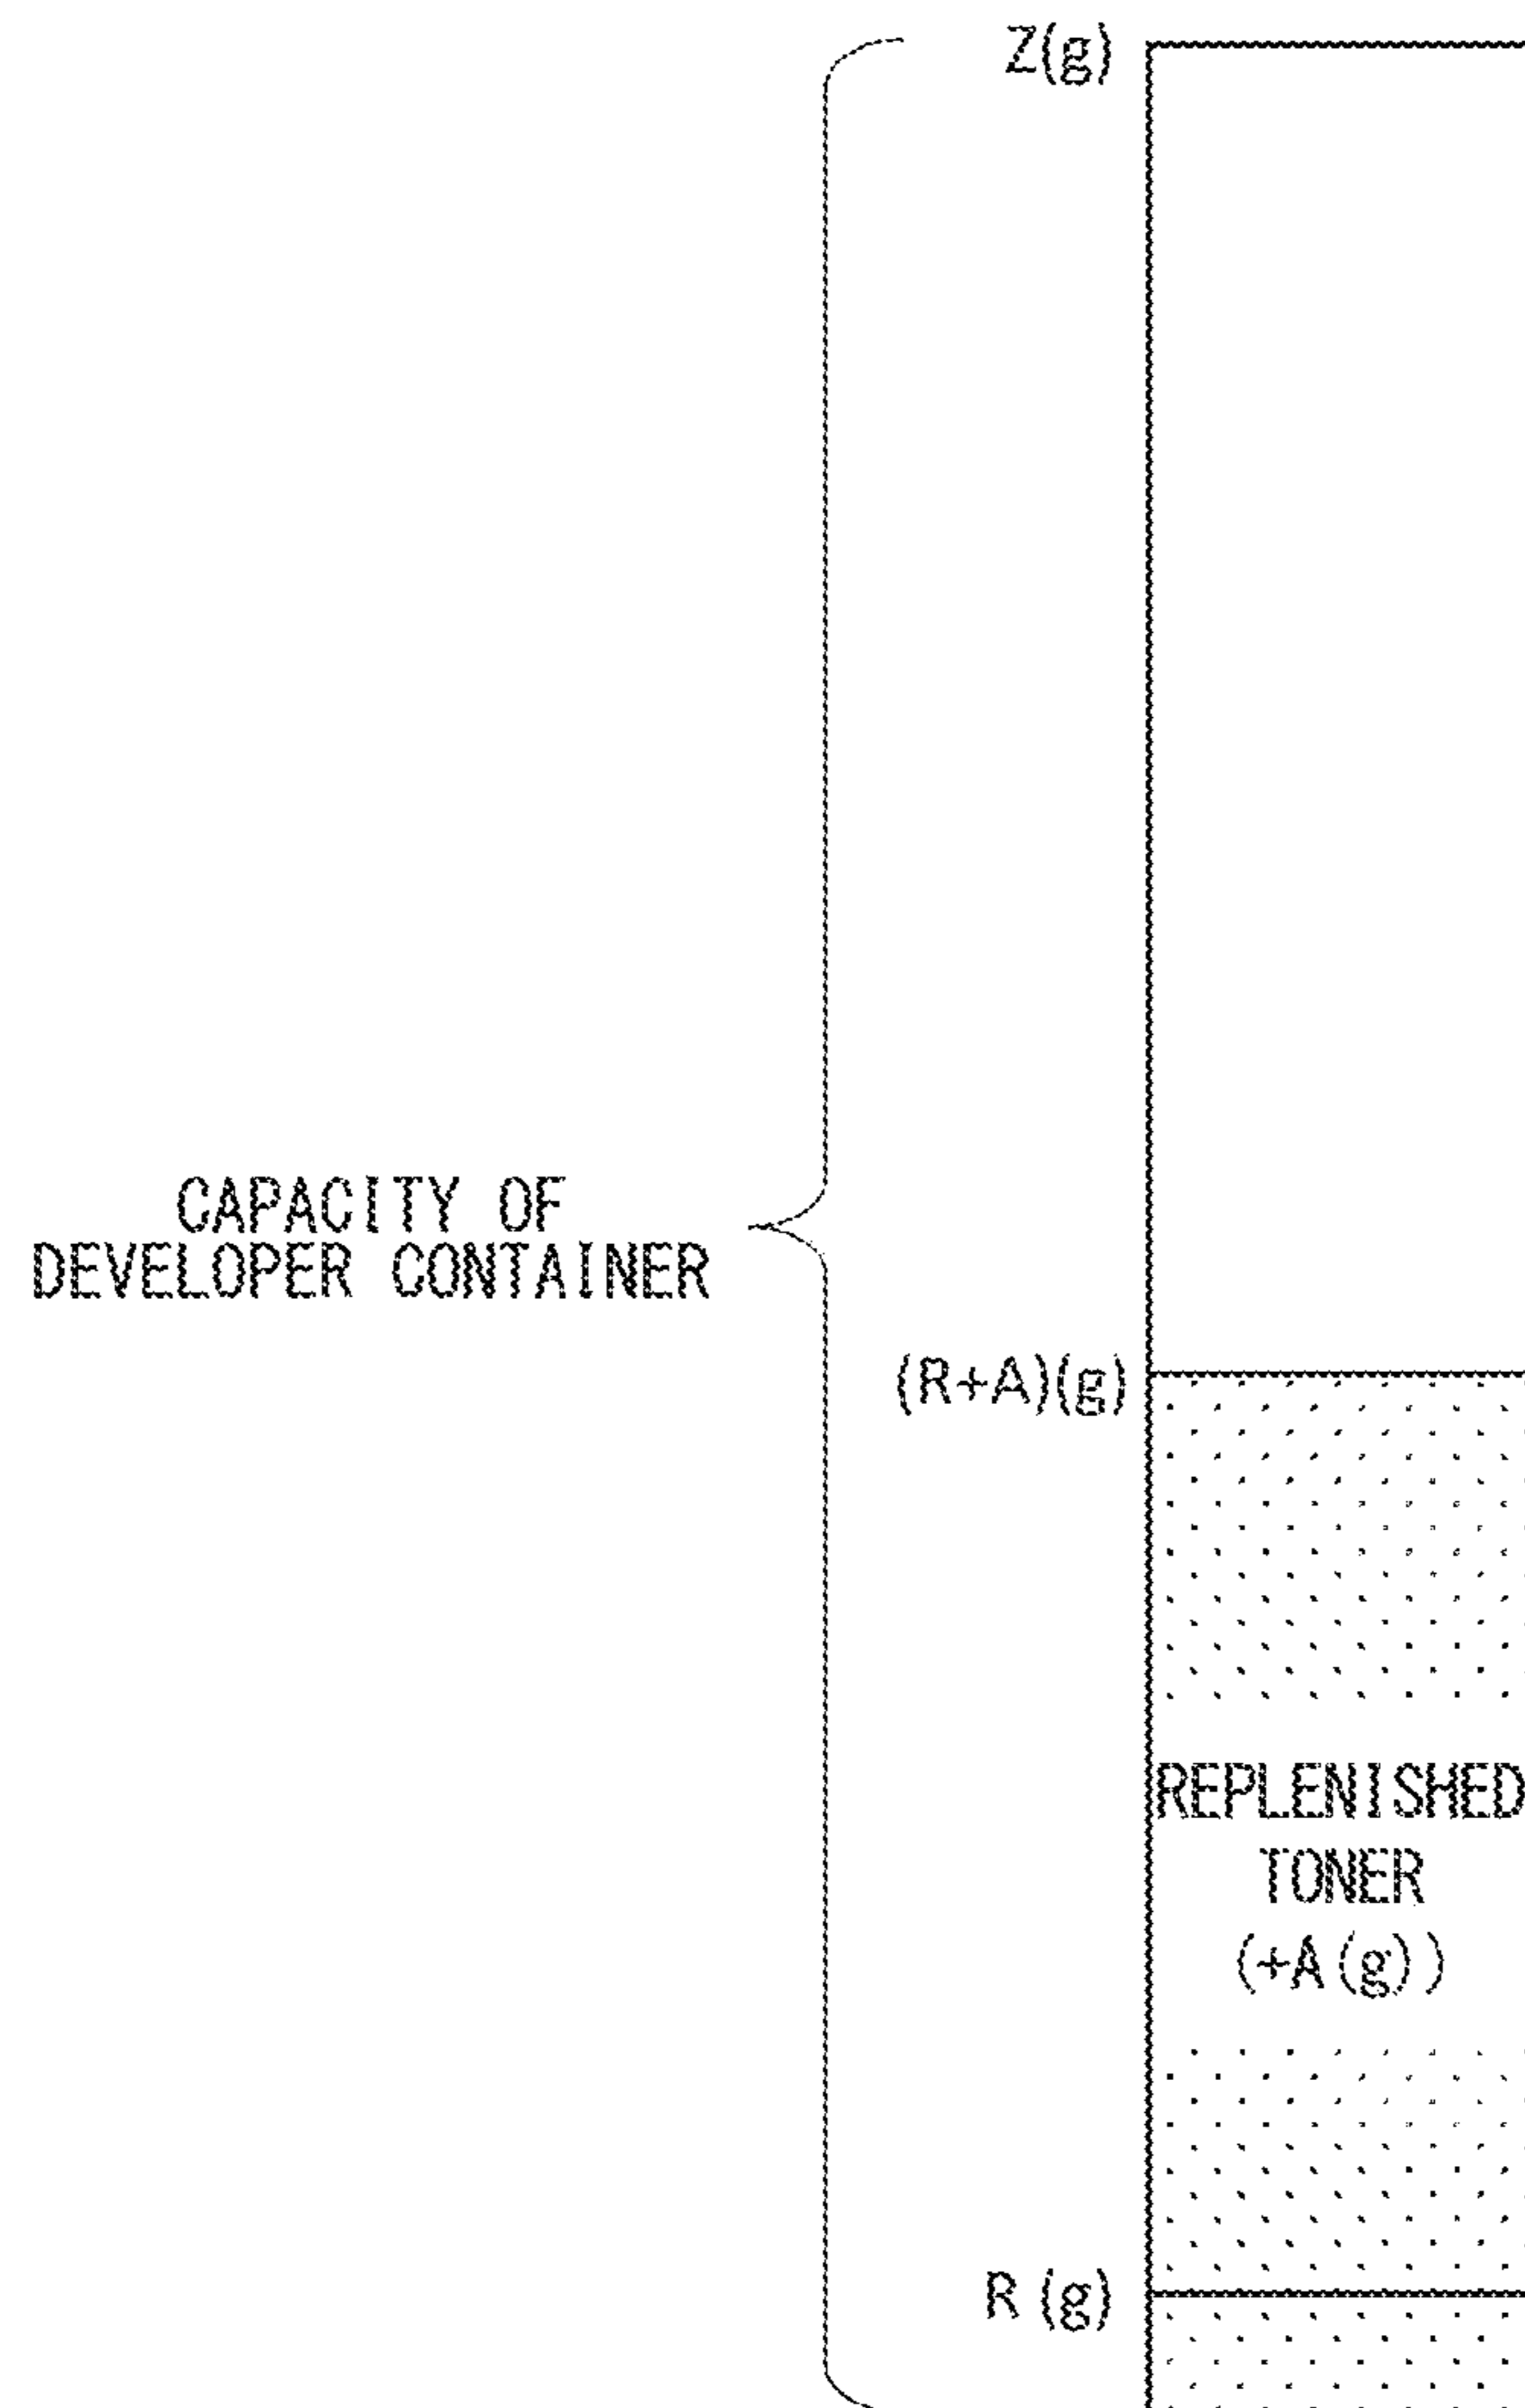 Z(g)
CAPACITY OF
DEVELOPER CONTAINER
(R+A)(g)
REPLENISHED
TONER
(+A(g))
R (g)